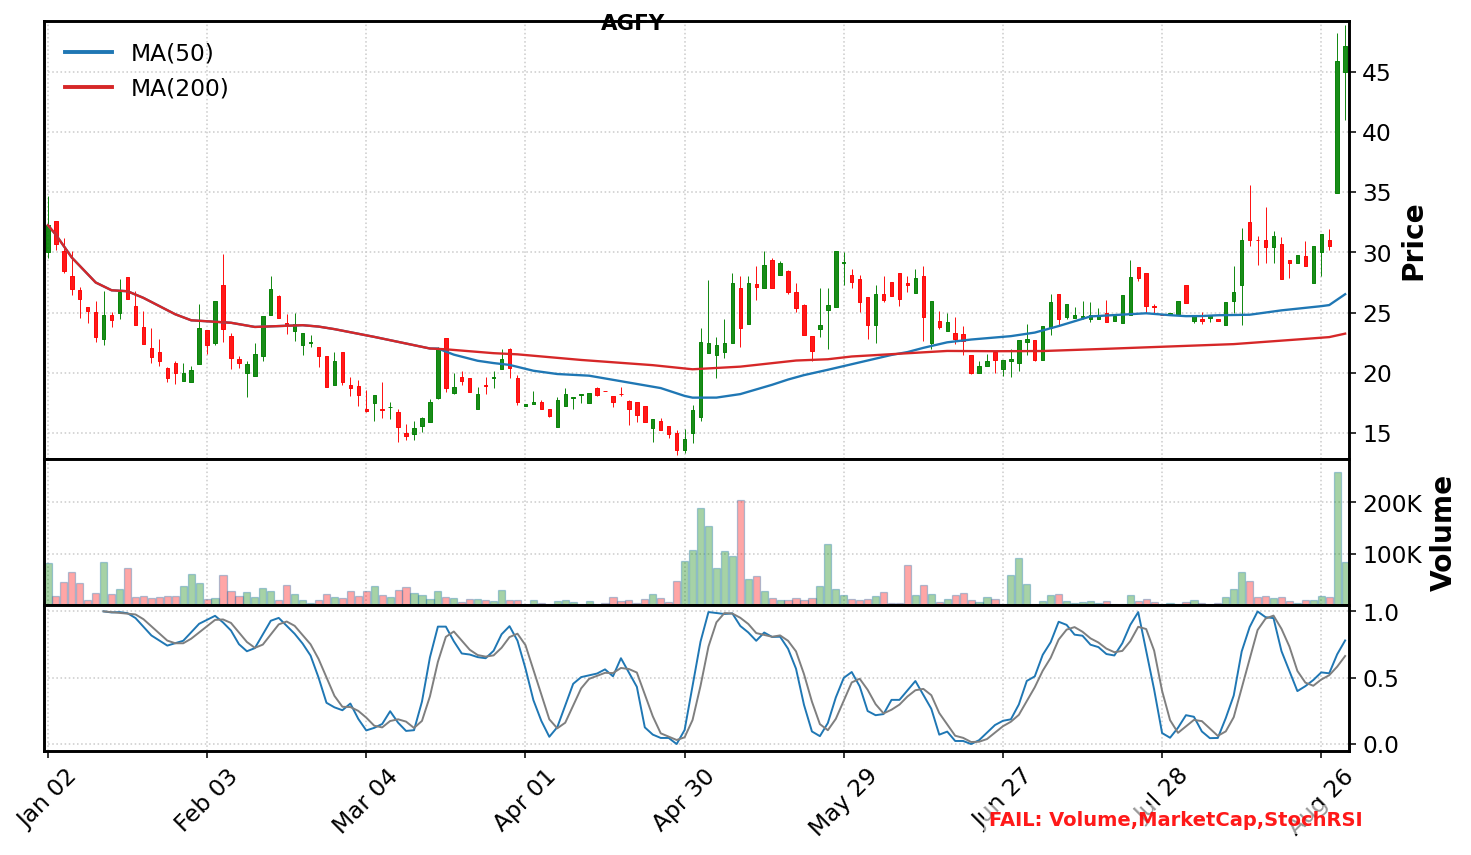 AGFY
MA(50)
MA(200)
45
40
35
30
25
20
15
Price
200K
100K
Volume
1.0
0.5
0.0
Jan 02
Feb 03
Mar 04
Apr 01
Apr 30
May 29
Jun 27
Jul 28
Aug 26
FAIL: Volume,MarketCap,StochRSI